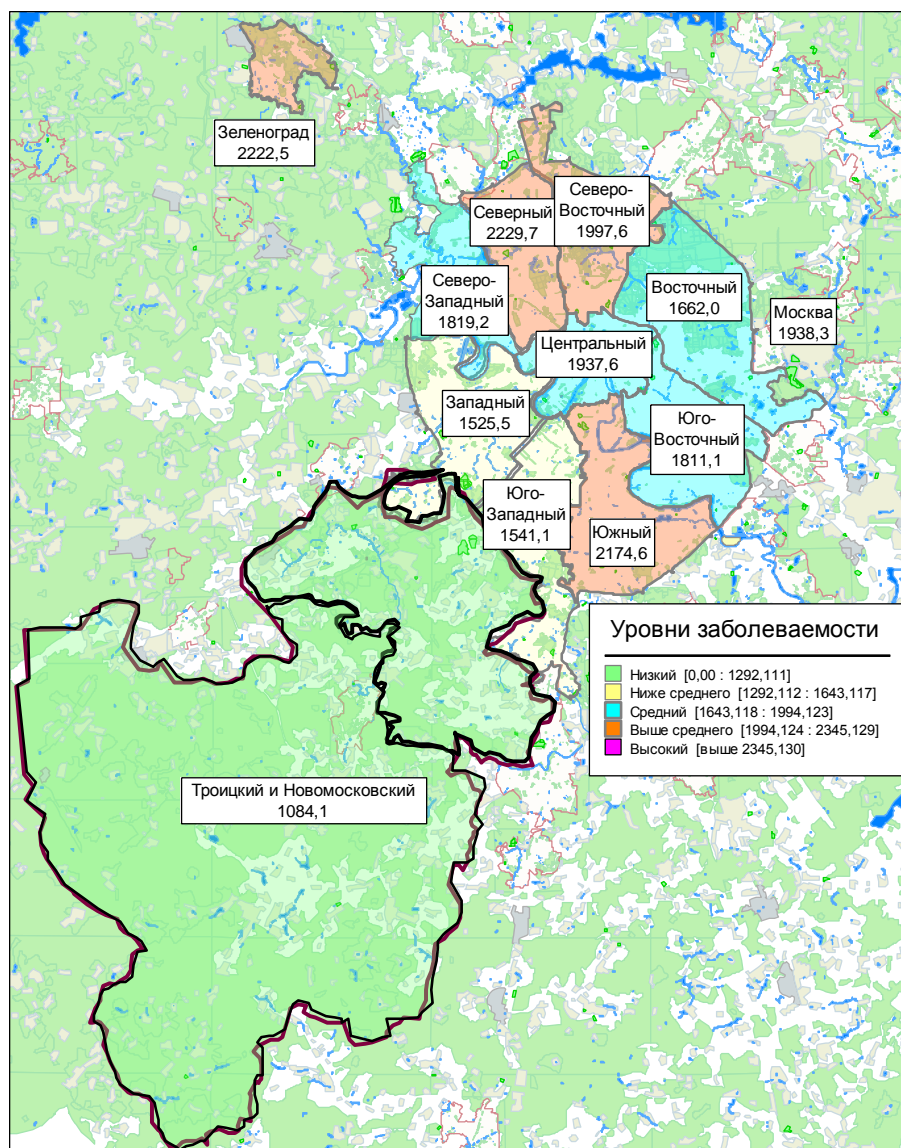 Зеленоград
2222,5
Северный
2229,7
Северо-
Восточный
1997,6
Северо-
Западный
1819,2
Восточный
1662,0
Москва
1938,3
Центральный
1937,6
Западный
1525,5
Юго-
Восточный
1811,1
Юго-
Западный
1541,1
Южный
2174,6
Уровни заболеваемости
Низкий [0,00 : 1292,111]
Ниже среднего [1292,112 : 1643,117]
Средний [1643,118 : 1994,123]
Выше среднего [1994,124 : 2345,129]
Высокий [выше 2345,130]
Троицкий и Новомосковский
1084,1